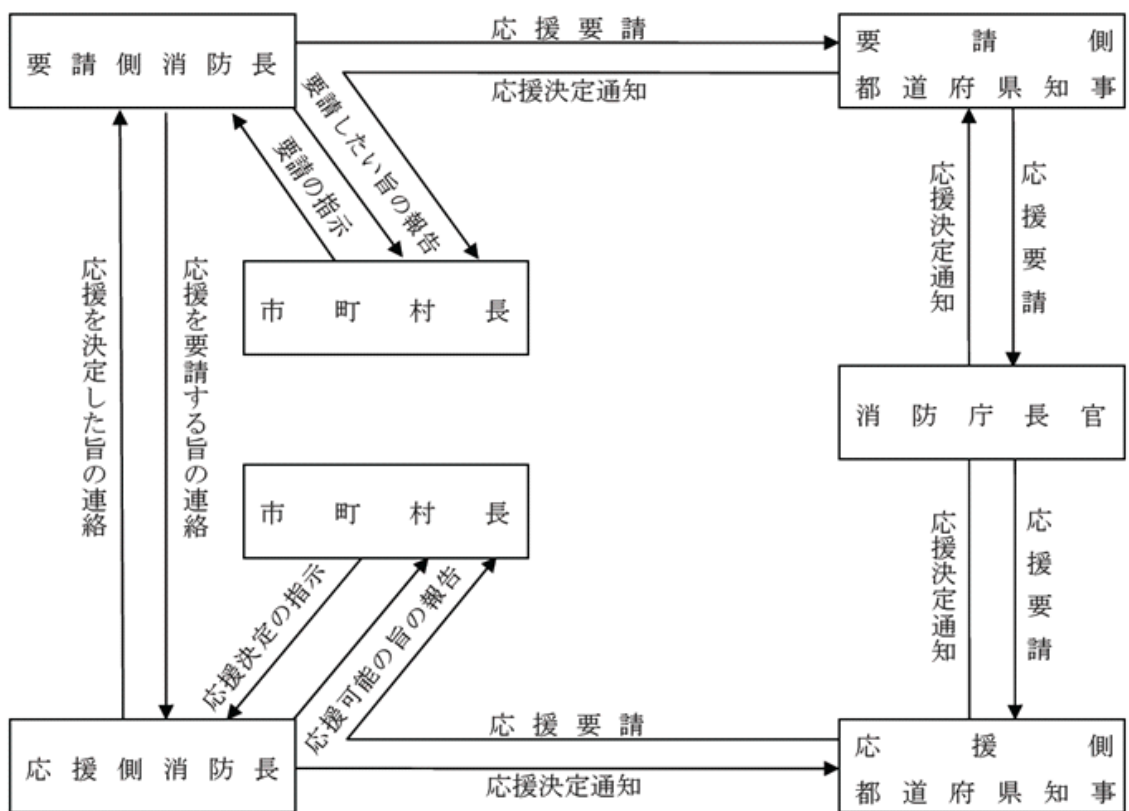 応援要請
要請側消防長
要請側
都道府県知事
応援決定通知
要請したい旨の報告
要請の指示
応援決定通知
応援要請
市町村長
応援を決定した旨の連絡
応援を要請する旨の連絡
消防庁長官
市町村長
応援決定の指示
応援可能の旨の報告
応援決定通知
応援要請
応援要請
応援側消防長
応援側
都道府県知事
応援決定通知